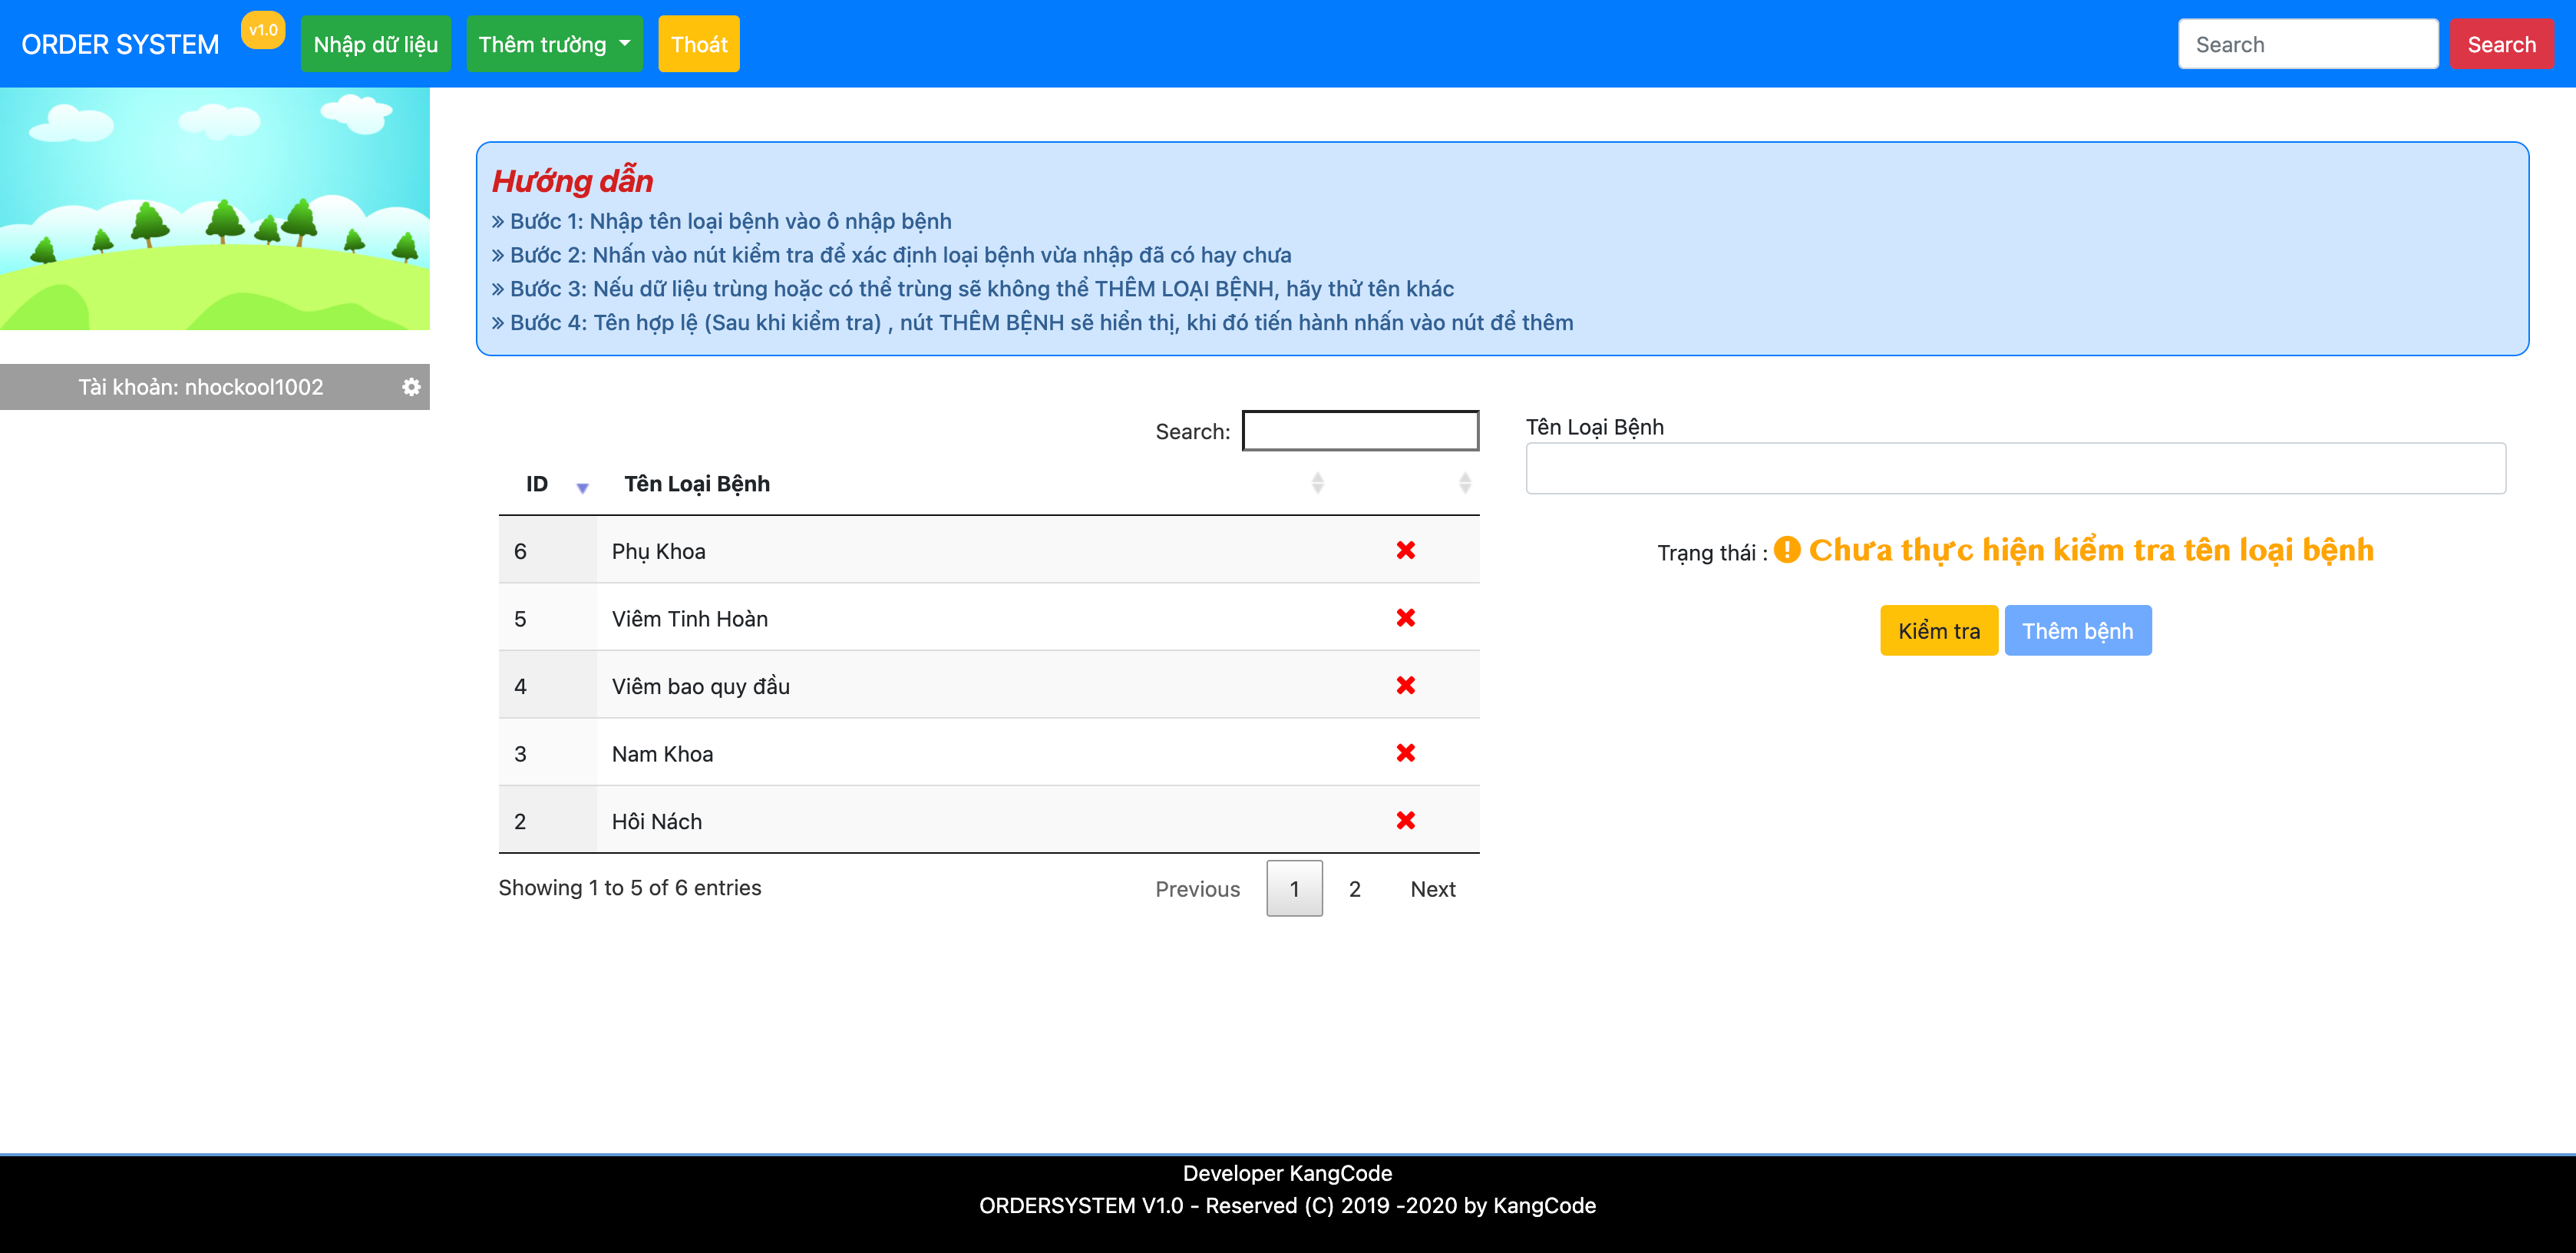 ORDER SYSTEM v1.0 Nhập dữ liệu Thêm trường Thoát Search Search
Hướng dẫn
» Bước 1: Nhập tên loại bệnh vào ô nhập bệnh
» Bước 2: Nhấn vào nút kiểm tra để xác định loại bệnh vừa nhập đã có hay chưa
» Bước 3: Nếu dữ liệu trùng hoặc có thể trùng sẽ không thể THÊM LOẠI BỆNH, hãy thử tên khác
» Bước 4: Tên hợp lệ (Sau khi kiểm tra) , nút THÊM BỆNH sẽ hiển thị, khi đó tiến hành nhấn vào nút để thêm
Tài khoản: nhockool1002
Search:
ID Tên Loại Bệnh
6 Phụ Khoa
5 Viêm Tinh Hoàn
4 Viêm bao quy đầu
3 Nam Khoa
2 Hôi Nách
Showing 1 to 5 of 6 entries
Previous 1 2 Next
Tên Loại Bệnh
Trạng thái : Chưa thực hiện kiểm tra tên loại bệnh
Kiểm tra Thêm bệnh
Developer KangCode
ORDERSYSTEM V1.0 - Reserved (C) 2019 -2020 by KangCode